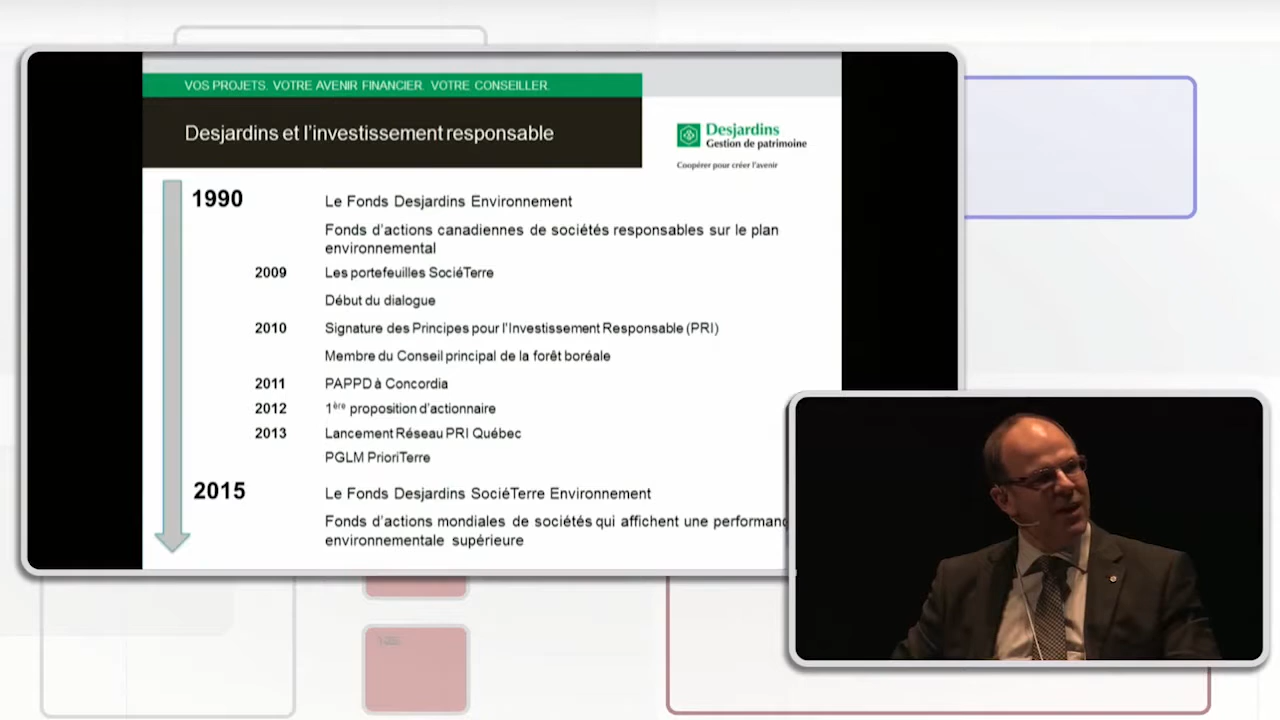 VOS PROJETS. VOTRE AVENIR FINANCIER. VOTRE CONSEILLER.
Desjardins et l'investissement responsable
Desjardins
Gestion de patrimoine
Coopérer pour créer l'avenir
1990
Le Fonds Desjardins Environnement
Fonds d'actions canadiennes de sociétés responsables sur le plan
environnemental
2009 Les portefeuilles SociéTerre
Début du dialogue
2010 Signature des Principes pour l'Investissement Responsable (PRI)
Membre du Conseil principal de la forêt boréale
2011 PAPPD à Concordia
2012 1ère proposition d'actionnaire
2013 Lancement Réseau PRI Québec
PGLM PrioriTerre
2015 Le Fonds Desjardins SociéTerre Environnement
Fonds d'actions mondiales de sociétés qui affichent une performanc
environnementale supérieure